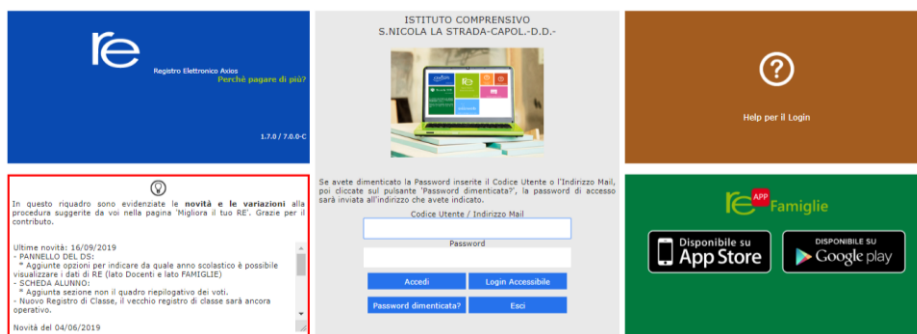 re
Registro Elettronico Axios
Perchè pagare di più?
1.7.0 / 7.0.0-C
In questo riquadro sono evidenziate le novità e le variazioni alla
procedura suggerite da voi nella pagina 'Migliora il tuo RE'. Grazie per il
contributo.
Ultime novità: 16/09/2019
- PANNELLO DEL DS:
* Aggiunte opzioni per indicare da quale anno scolastico è possibile
visualizzare i dati di RE (lato Docenti e lato FAMIGLIE)
- SCHEDA ALUNNO:
* Aggiunta sezione non il quadro riepilogativo dei voti.
- Nuovo Registro di Classe, il vecchio registro di classe sarà ancora
operativo.
Novità del 04/06/2019
ISTITUTO COMPRENSIVO
S.NICOLA LA STRADA-CAPOL.-D.D.-
Se avete dimenticato la Password inserite il Codice Utente o l'Indirizzo Mail,
poi cliccate sul pulsante 'Password dimenticata?', la password di accesso
sarà inviata all'indirizzo che avete indicato.
Codice Utente / Indirizzo Mail
Password
Accedi
Login Accessibile
Password dimenticata?
Esci
Help per il Login
re APP Famiglie
Disponibile su
App Store
DISPONIBILE SU
Google play